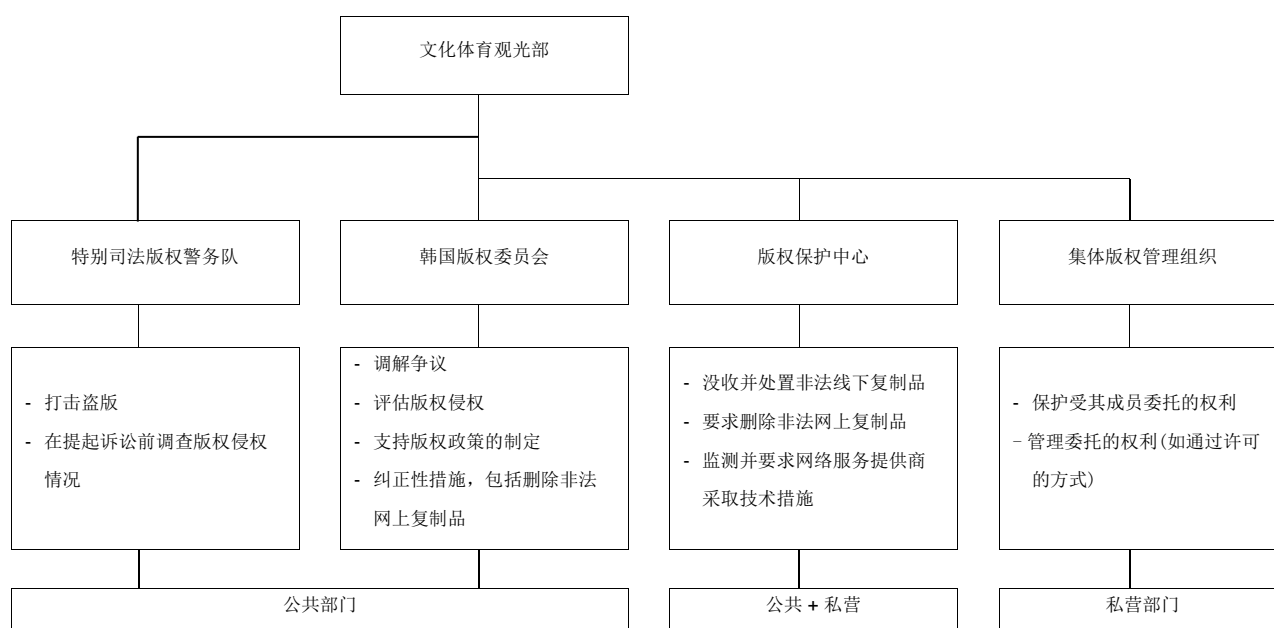 文化体育观光部
特别司法版权警务队
韩国版权委员会
版权保护中心
集体版权管理组织
- 打击盗版
- 在提起诉讼前调查版权侵权
情况
- 调解争议
- 评估版权侵权
- 支持版权政策的制定
- 纠正性措施，包括删除非法
网上复制品
- 没收并处置非法线下复制品
- 要求删除非法网上复制品
- 监测并要求网络服务提供商
采取技术措施
- 保护受其成员委托的权利
- 管理委托的权利(如通过许可
的方式)
公共部门
公共 + 私营
私营部门